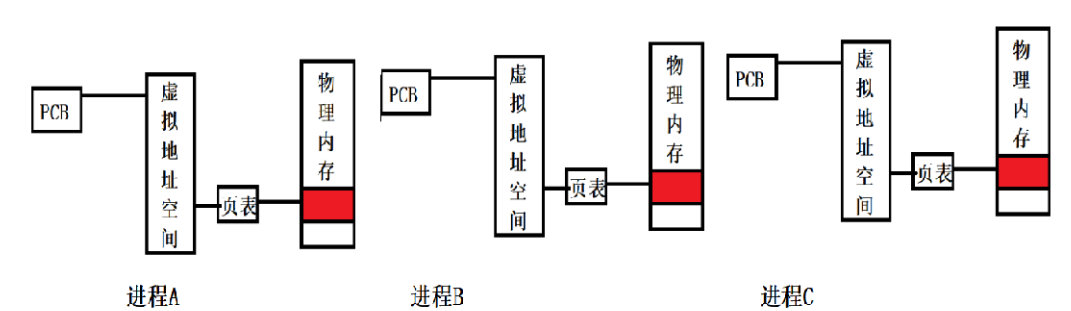 PCB
虚拟地址空间
页表
物理内存
进程A
PCB
虚拟地址空间
页表
物理内存
进程B
PCB
虚拟地址空间
页表
物理内存
进程C